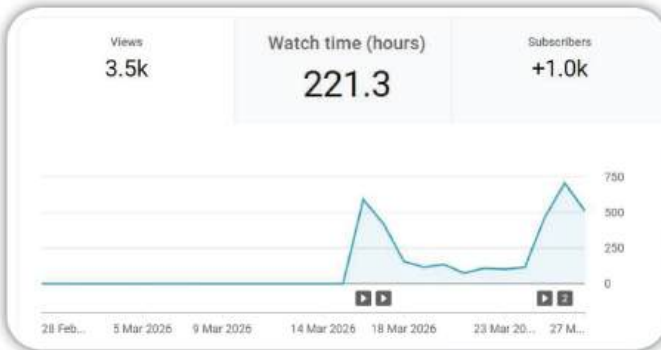 Views
3.5k
Watch time (hours)
221.3
Subscribers
+1.0k
750
500
250
0
2
28 Feb... 5 Mar 2026 9 Mar 2026 14 Mar 2026 18 Mar 2026 23 Mar 20... 27 M...